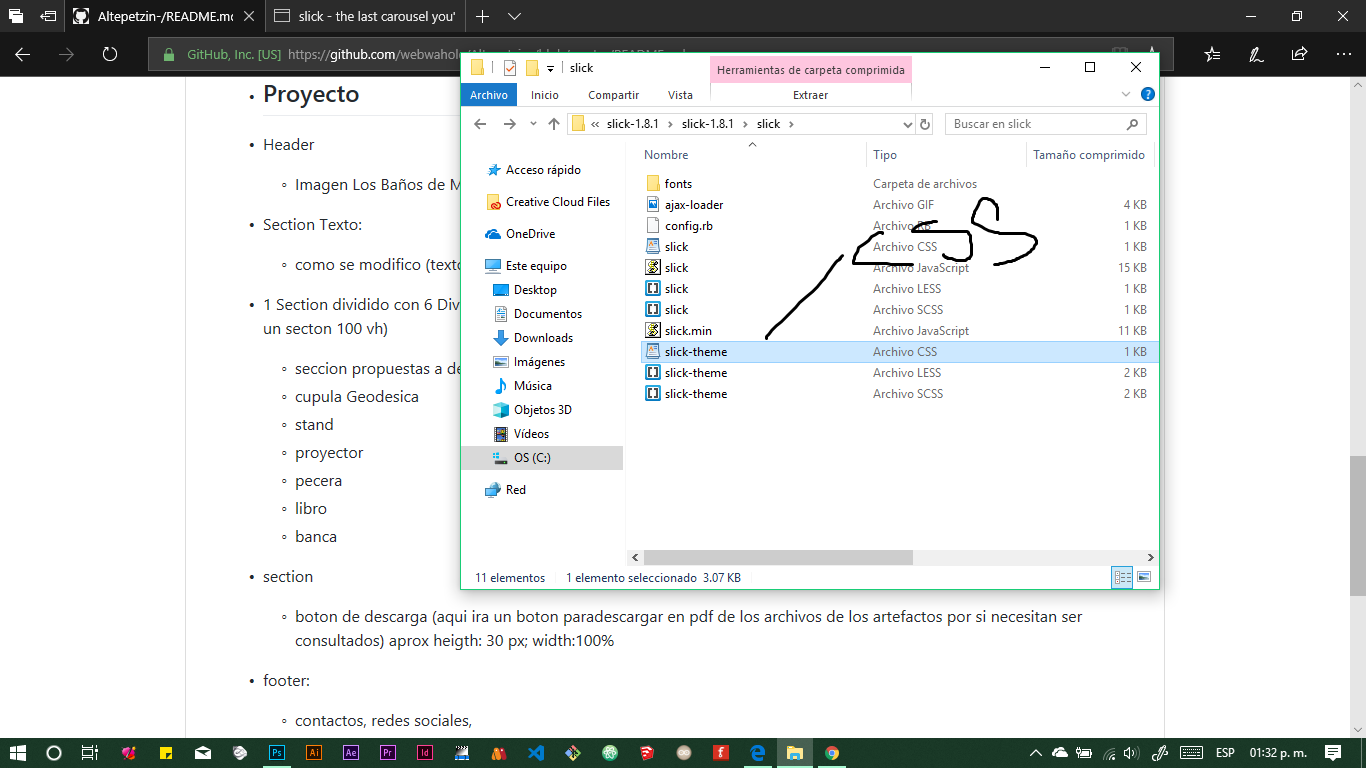 Altepetzin-/README.md
slick - the last carousel you'
GitHub, Inc. [US] https://github.com/webwahol
slick
Herramientas de carpeta comprimida
Archivo Inicio Compartir Vista Extraer
« slick-1.8.1 > slick-1.8.1 > slick >
Buscar en slick
Nombre Tipo Tamaño comprimido
fonts Carpeta de archivos
ajax-loader Archivo GIF 4 KB
config.rb Archivo RB 1 KB
slick Archivo CSS 1 KB
slick Archivo JavaScript 15 KB
slick Archivo LESS 1 KB
slick Archivo SCSS 1 KB
slick.min Archivo JavaScript 11 KB
slick-theme Archivo CSS 1 KB
slick-theme Archivo LESS 2 KB
slick-theme Archivo SCSS 2 KB
Acceso rápido
Creative Cloud Files
OneDrive
Este equipo
Desktop
Documentos
Downloads
Imágenes
Música
Objetos 3D
Vídeos
OS (C:)
Red
11 elementos 1 elemento seleccionado 3.07 KB
• Proyecto
• Header
◦ Imagen Los Baños de M
• Section Texto:
◦ como se modifico (texto
• 1 Section dividido con 6 Div
un secton 100 vh)
◦ seccion propuestas a de
◦ cupula Geodesica
◦ stand
◦ proyector
◦ pecera
◦ libro
◦ banca
• section
◦ boton de descarga (aqui ira un boton paradescargar en pdf de los archivos de los artefactos por si necesitan ser
consultados) aprox heigth: 30 px; width:100%
• footer:
◦ contactos, redes sociales,
ESP 01:32 p. m.